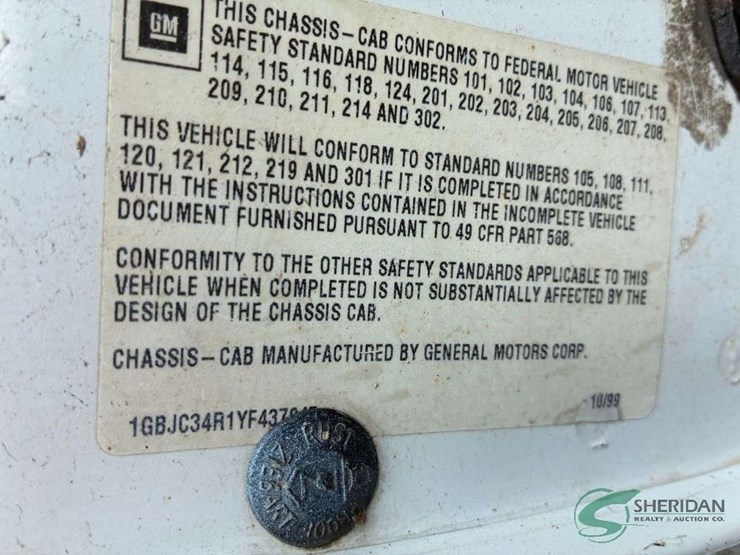 GM
THIS CHASSIS-CAB CONFORMS TO FEDERAL MOTOR VEHICLE
SAFETY STANDARD NUMBERS 101, 102, 103, 104, 106, 107, 113,
114, 115, 116, 118, 124, 201, 202, 203, 204, 205, 206, 207, 208,
209, 210, 211, 214 AND 302.
THIS VEHICLE WILL CONFORM TO STANDARD NUMBERS 105, 108, 111,
120, 121, 212, 219 AND 301 IF IT IS COMPLETED IN ACCORDANCE
WITH THE INSTRUCTIONS CONTAINED IN THE INCOMPLETE VEHICLE
DOCUMENT FURNISHED PURSUANT TO 49 CFR PART 568.
CONFORMITY TO THE OTHER SAFETY STANDARDS APPLICABLE TO THIS
VEHICLE WHEN COMPLETED IS NOT SUBSTANTIALLY AFFECTED BY THE
DESIGN OF THE CHASSIS CAB.
CHASSIS-CAB MANUFACTURED BY GENERAL MOTORS CORP.
10/99
RUST
SHERIDAN
REALTY & AUCTION CO.